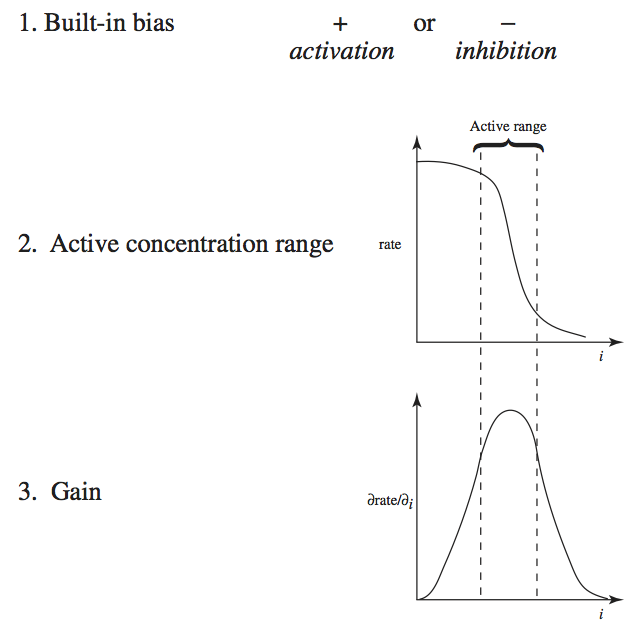 1. Built-in bias + or −
activation inhibition
Active range
2. Active concentration range
rate
i
3. Gain
∂rate/∂i
i